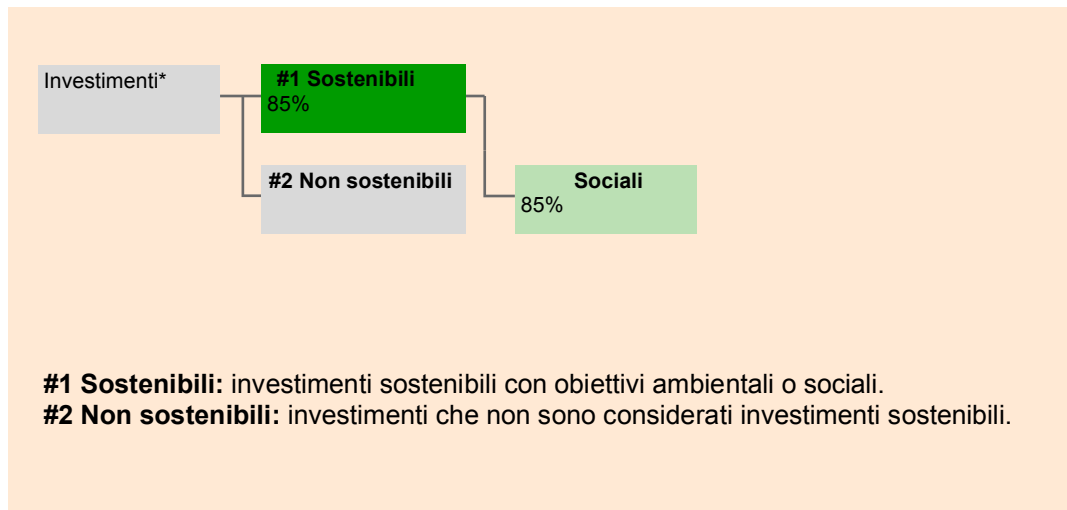 Investimenti*
#1 Sostenibili
85%
#2 Non sostenibili
Sociali
85%
#1 Sostenibili: investimenti sostenibili con obiettivi ambientali o sociali.
#2 Non sostenibili: investimenti che non sono considerati investimenti sostenibili.